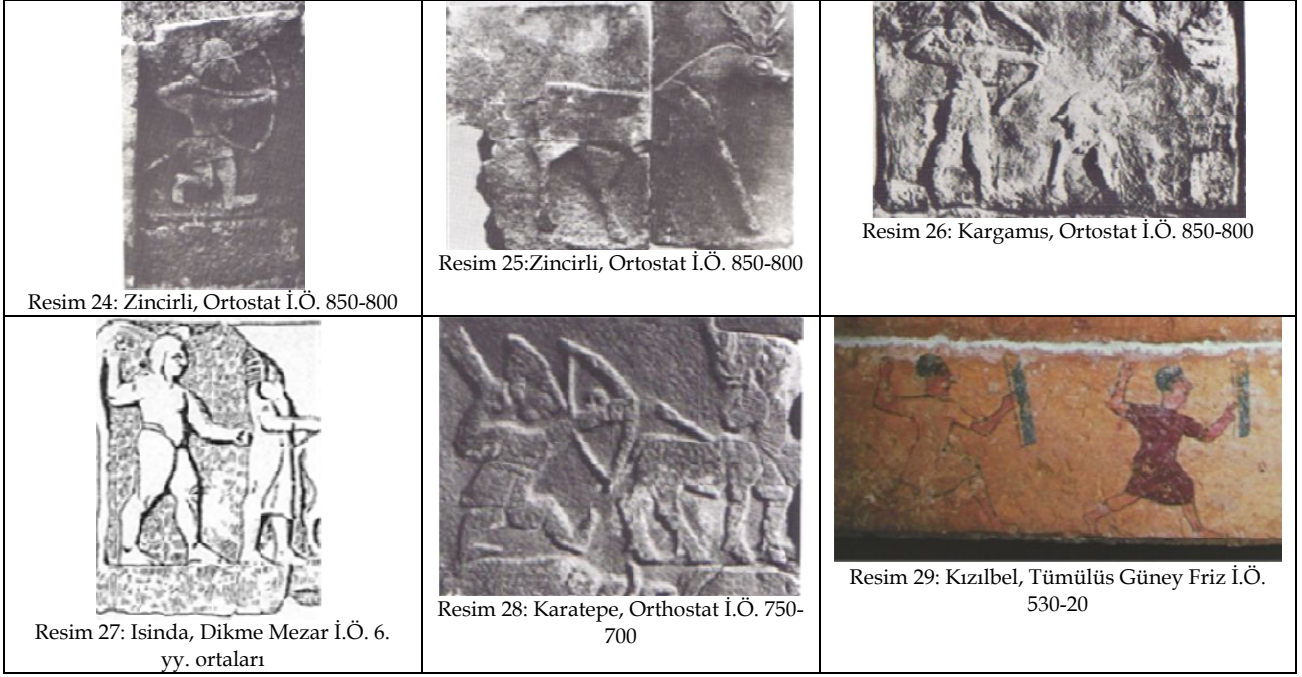 Resim 24: Zincirli, Ortostat İ.Ö. 850-800
Resim 25:Zincirli, Ortostat İ.Ö. 850-800
Resim 26: Kargamıs, Ortostat İ.Ö. 850-800
Resim 27: Isinda, Dikme Mezar İ.Ö. 6.
yy. ortaları
Resim 28: Karatepe, Orthostat İ.Ö. 750-
700
Resim 29: Kızılbel, Tümülüs Güney Friz İ.Ö.
530-20